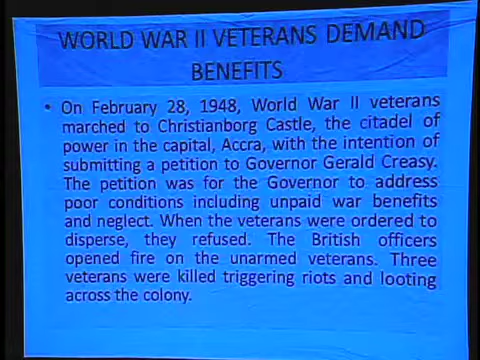 WORLD WAR II VETERANS DEMAND
BENEFITS
• On February 28, 1948, World War II veterans
marched to Christianborg Castle, the citadel of
power in the capital, Accra, with the intention of
submitting a petition to Governor Gerald Creasy.
The petition was for the Governor to address
poor conditions including unpaid war benefits
and neglect. When the veterans were ordered to
disperse, they refused. The British officers
opened fire on the unarmed veterans. Three
veterans were killed triggering riots and looting
across the colony.